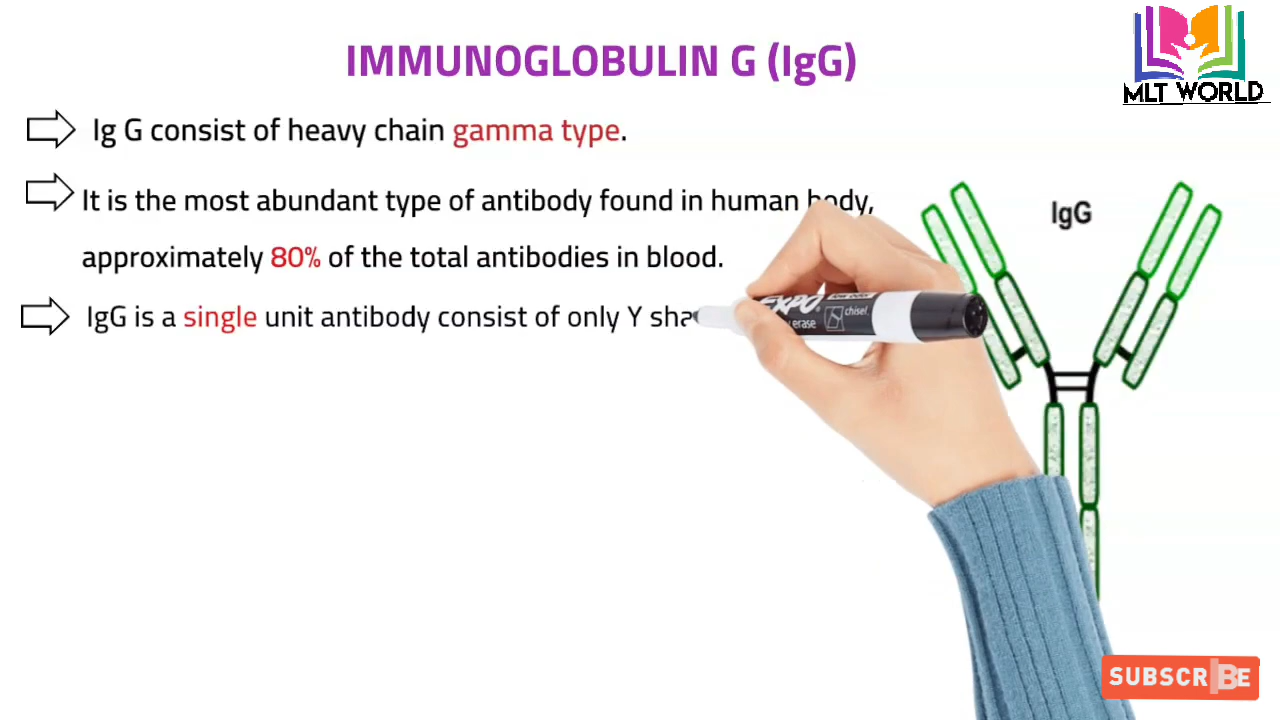 IMMUNOGLOBULIN G (IgG)
MLT WORLD
Ig G consist of heavy chain gamma type.
It is the most abundant type of antibody found in human body,
IgG
approximately 80% of the total antibodies in blood.
IgG is a single unit antibody consist of only Y
EXPO
chisel.
erase
SUBSCRIBE